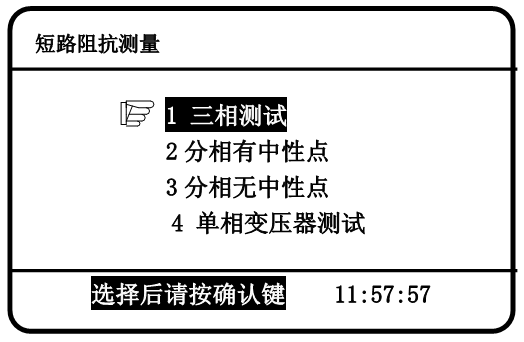 短路阻抗测量
1 三相测试
2 分相有中性点
3 分相无中性点
4 单相变压器测试
选择后请按确认键 11:57:57